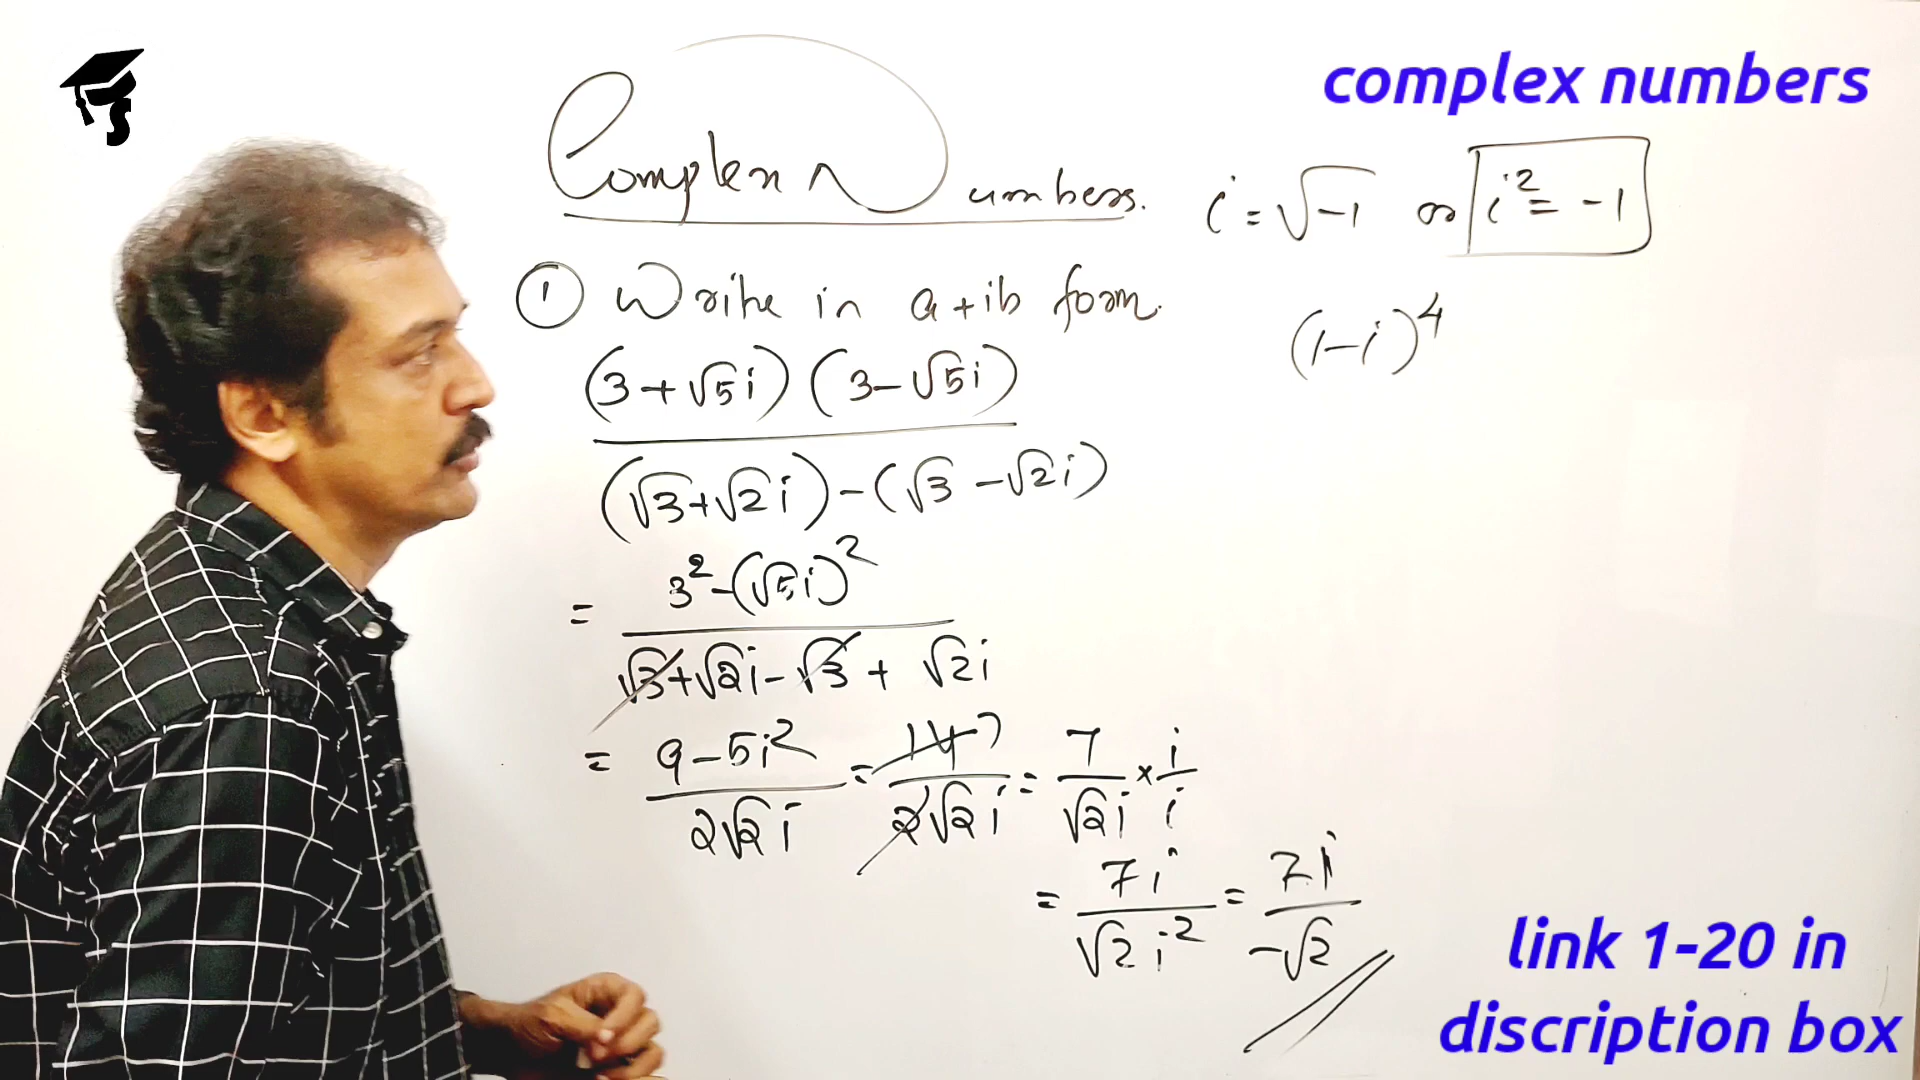 complex numbers
Complex Numbers.
i = √-1 or i² = -1
① Write in a+ib form.
(1-i)⁴
(3+√5i) (3-√5i)
(√3+√2i) - (√3 -√2i)
= 3² - (√5i)²
√3+√2i - √3 + √2i
= 9-5i² / 2√2i = 14 7 / 2√2i = 7/√2i × i/i
= 7i / √2 i² = 7i / -√2
link 1-20 in
discription box